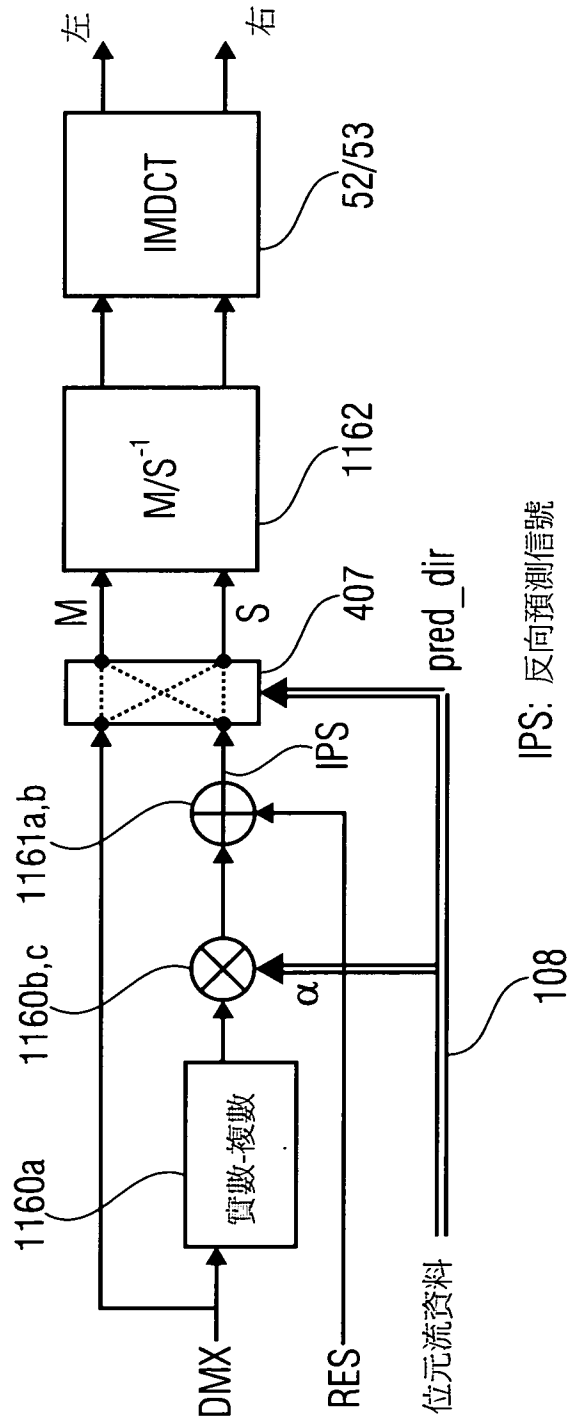 DMX
RES
位元流資料
1160a
實數-複數
1160b,c
α
1161a,b
IPS
108
pred_dir
407
M
S
M/S⁻¹
1162
IMDCT
52/53
左
右
IPS: 反向預測信號